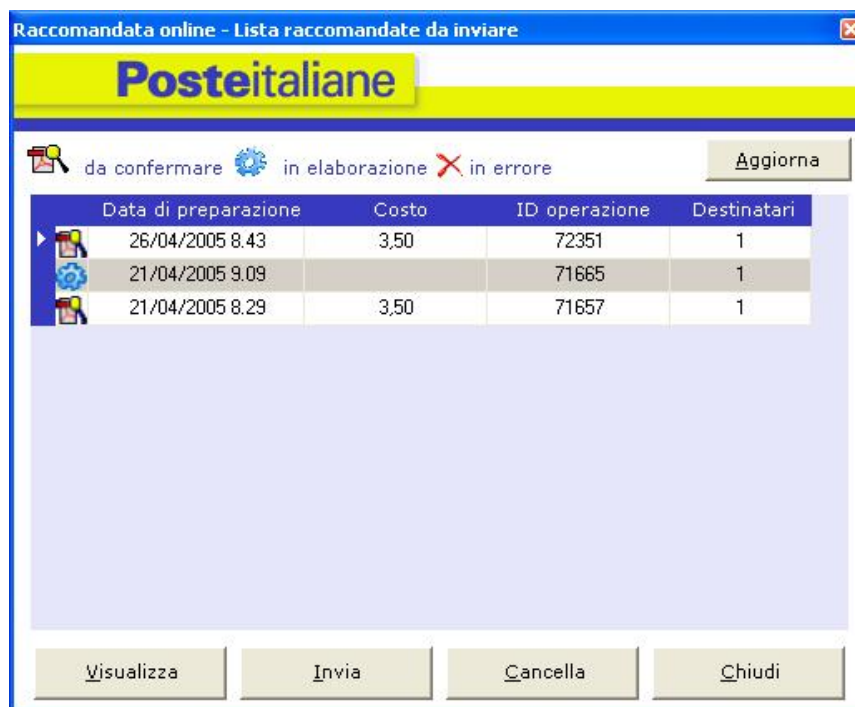 Raccomandata online - Lista raccomandate da inviare
Posteitaliane
da confermare in elaborazione in errore Aggiorna
Data di preparazione Costo ID operazione Destinatari
26/04/2005 8.43 3,50 72351 1
21/04/2005 9.09 71665 1
21/04/2005 8.29 3,50 71657 1
Visualizza Invia Cancella Chiudi